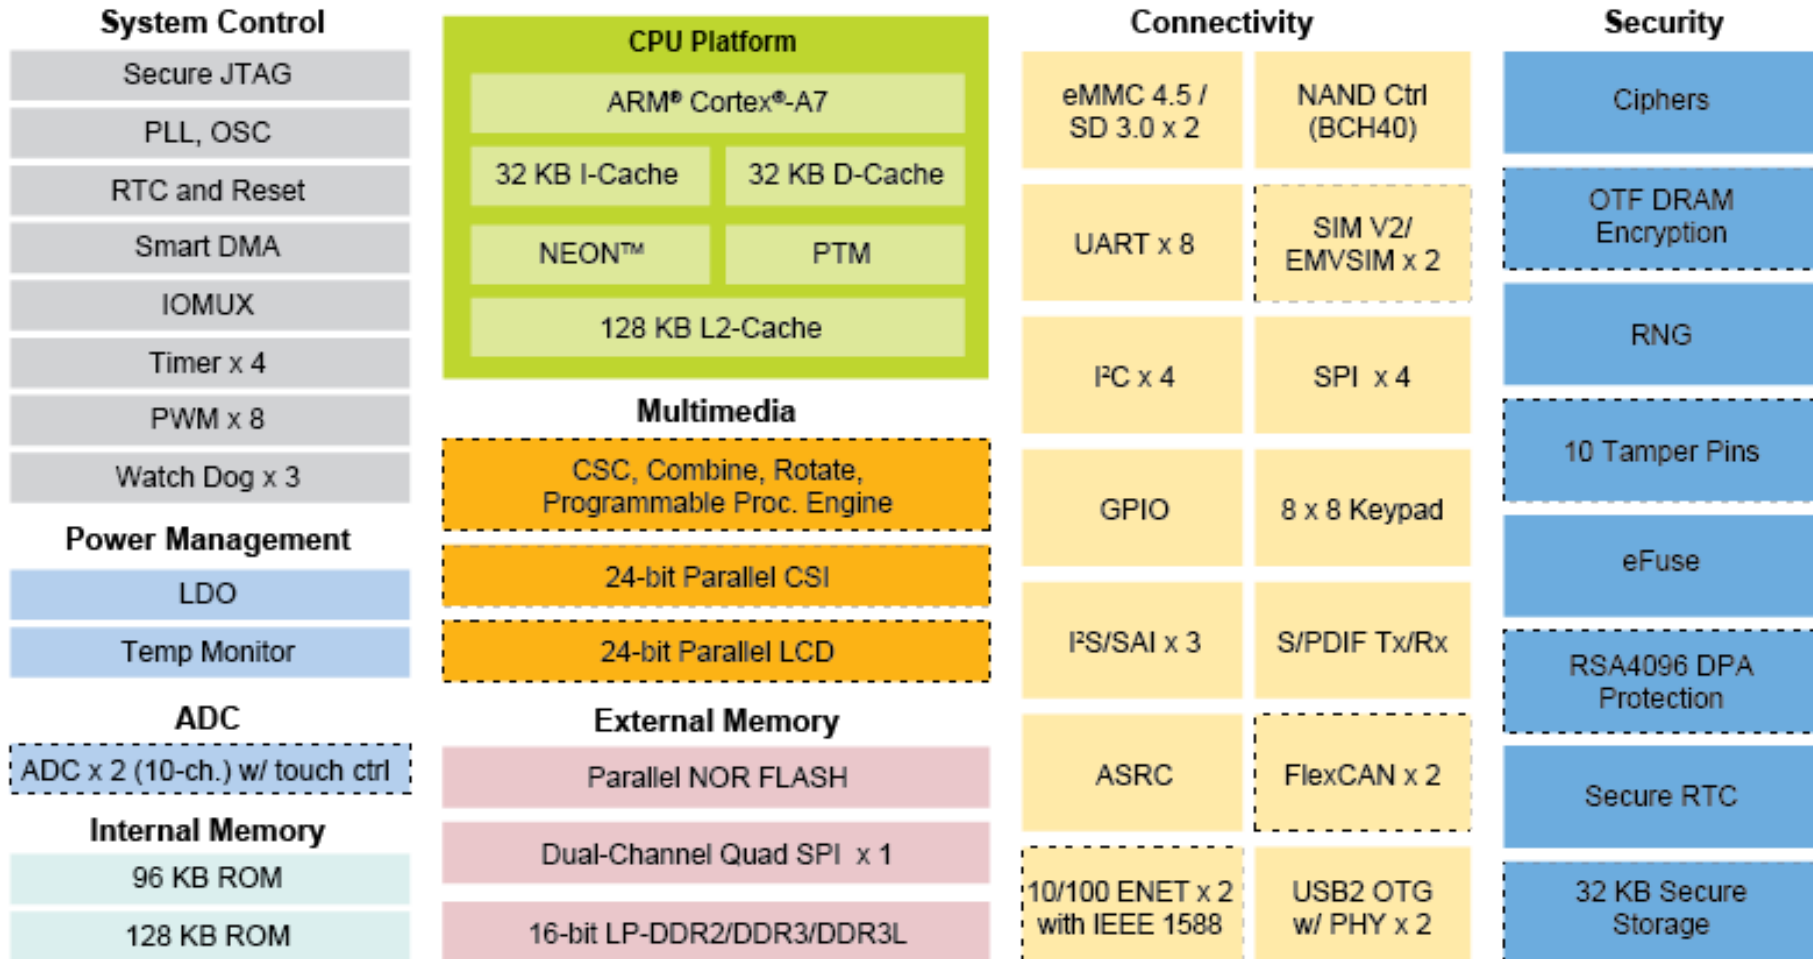 System Control
Secure JTAG
PLL, OSC
RTC and Reset
Smart DMA
IOMUX
Timer x 4
PWM x 8
Watch Dog x 3
Power Management
LDO
Temp Monitor
ADC
ADC x 2 (10-ch.) w/ touch ctrl
Internal Memory
96 KB ROM
128 KB ROM
CPU Platform
ARM® Cortex®-A7
32 KB I-Cache
32 KB D-Cache
NEON™
PTM
128 KB L2-Cache
Multimedia
CSC, Combine, Rotate,
Programmable Proc. Engine
24-bit Parallel CSI
24-bit Parallel LCD
External Memory
Parallel NOR FLASH
Dual-Channel Quad SPI x 1
16-bit LP-DDR2/DDR3/DDR3L
Connectivity
eMMC 4.5 /
SD 3.0 x 2
NAND Ctrl
(BCH40)
UART x 8
SIM V2/
EMVSIM x 2
I²C x 4
SPI x 4
GPIO
8 x 8 Keypad
I²S/SAI x 3
S/PDIF Tx/Rx
ASRC
FlexCAN x 2
10/100 ENET x 2
with IEEE 1588
USB2 OTG
w/ PHY x 2
Security
Ciphers
OTF DRAM
Encryption
RNG
10 Tamper Pins
eFuse
RSA4096 DPA
Protection
Secure RTC
32 KB Secure
Storage